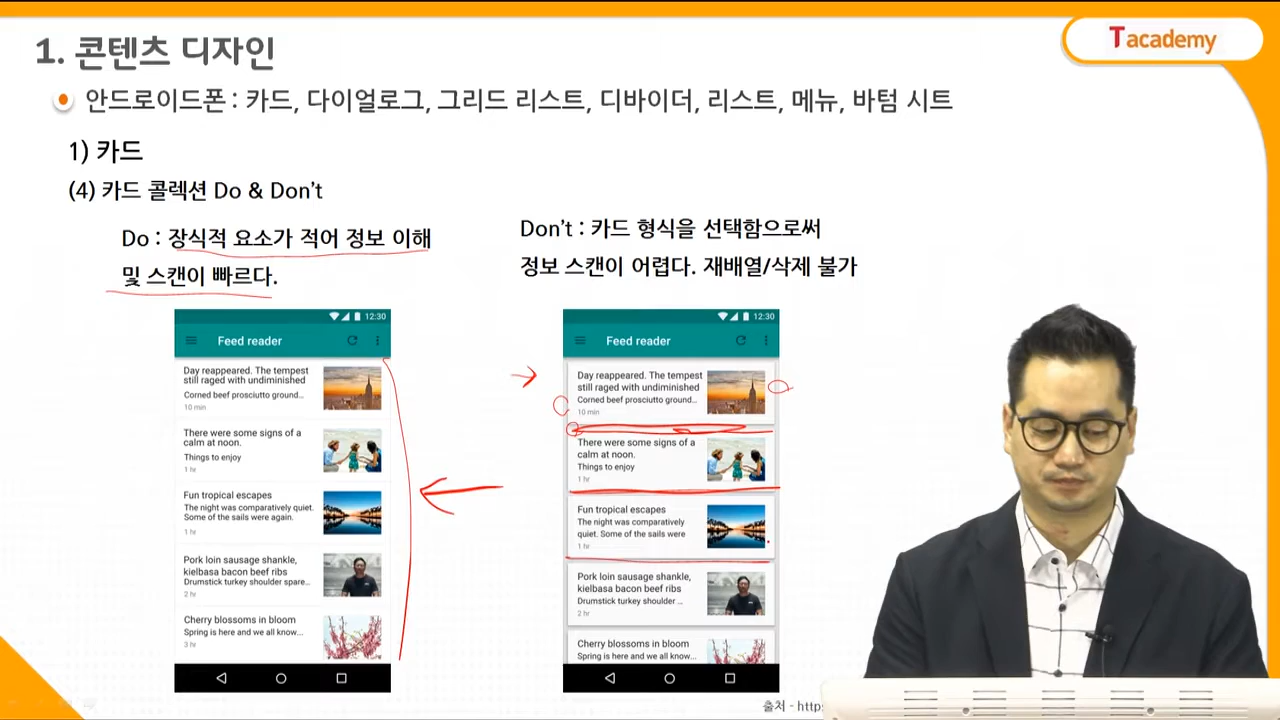 1. 콘텐츠 디자인
Tacademy
안드로이드폰 : 카드, 다이얼로그, 그리드 리스트, 디바이더, 리스트, 메뉴, 바텀 시트
1) 카드
(4) 카드 콜렉션 Do & Don't
Do : 장식적 요소가 적어 정보 이해
및 스캔이 빠르다.
Don't : 카드 형식을 선택함으로써
정보 스캔이 어렵다. 재배열/삭제 불가
12:30
Feed reader
Day reappeared. The tempest
still raged with undiminished
Corned beef prosciutto ground...
10 min
There were some signs of a
calm at noon.
Things to enjoy
1 hr
Fun tropical escapes
The night was comparatively quiet.
Some of the sails were again.
1 hr
Pork loin sausage shankle,
kielbasa bacon beef ribs
Drumstick turkey shoulder spare...
2 hr
Cherry blossoms in bloom
Spring is here and we all know...
3 hr
12:30
Feed reader
Day reappeared. The tempest
still raged with undiminished
Corned beef prosciutto ground...
10 min
There were some signs of a
calm at noon.
Things to enjoy
1 hr
Fun tropical escapes
The night was comparatively
quiet. Some of the sails were
1 hr
Pork loin sausage shankle,
kielbasa bacon beef ribs
Drumstick turkey shoulder ...
2 hr
Cherry blossoms in bloom
Spring is here and we all know...
출처 - https